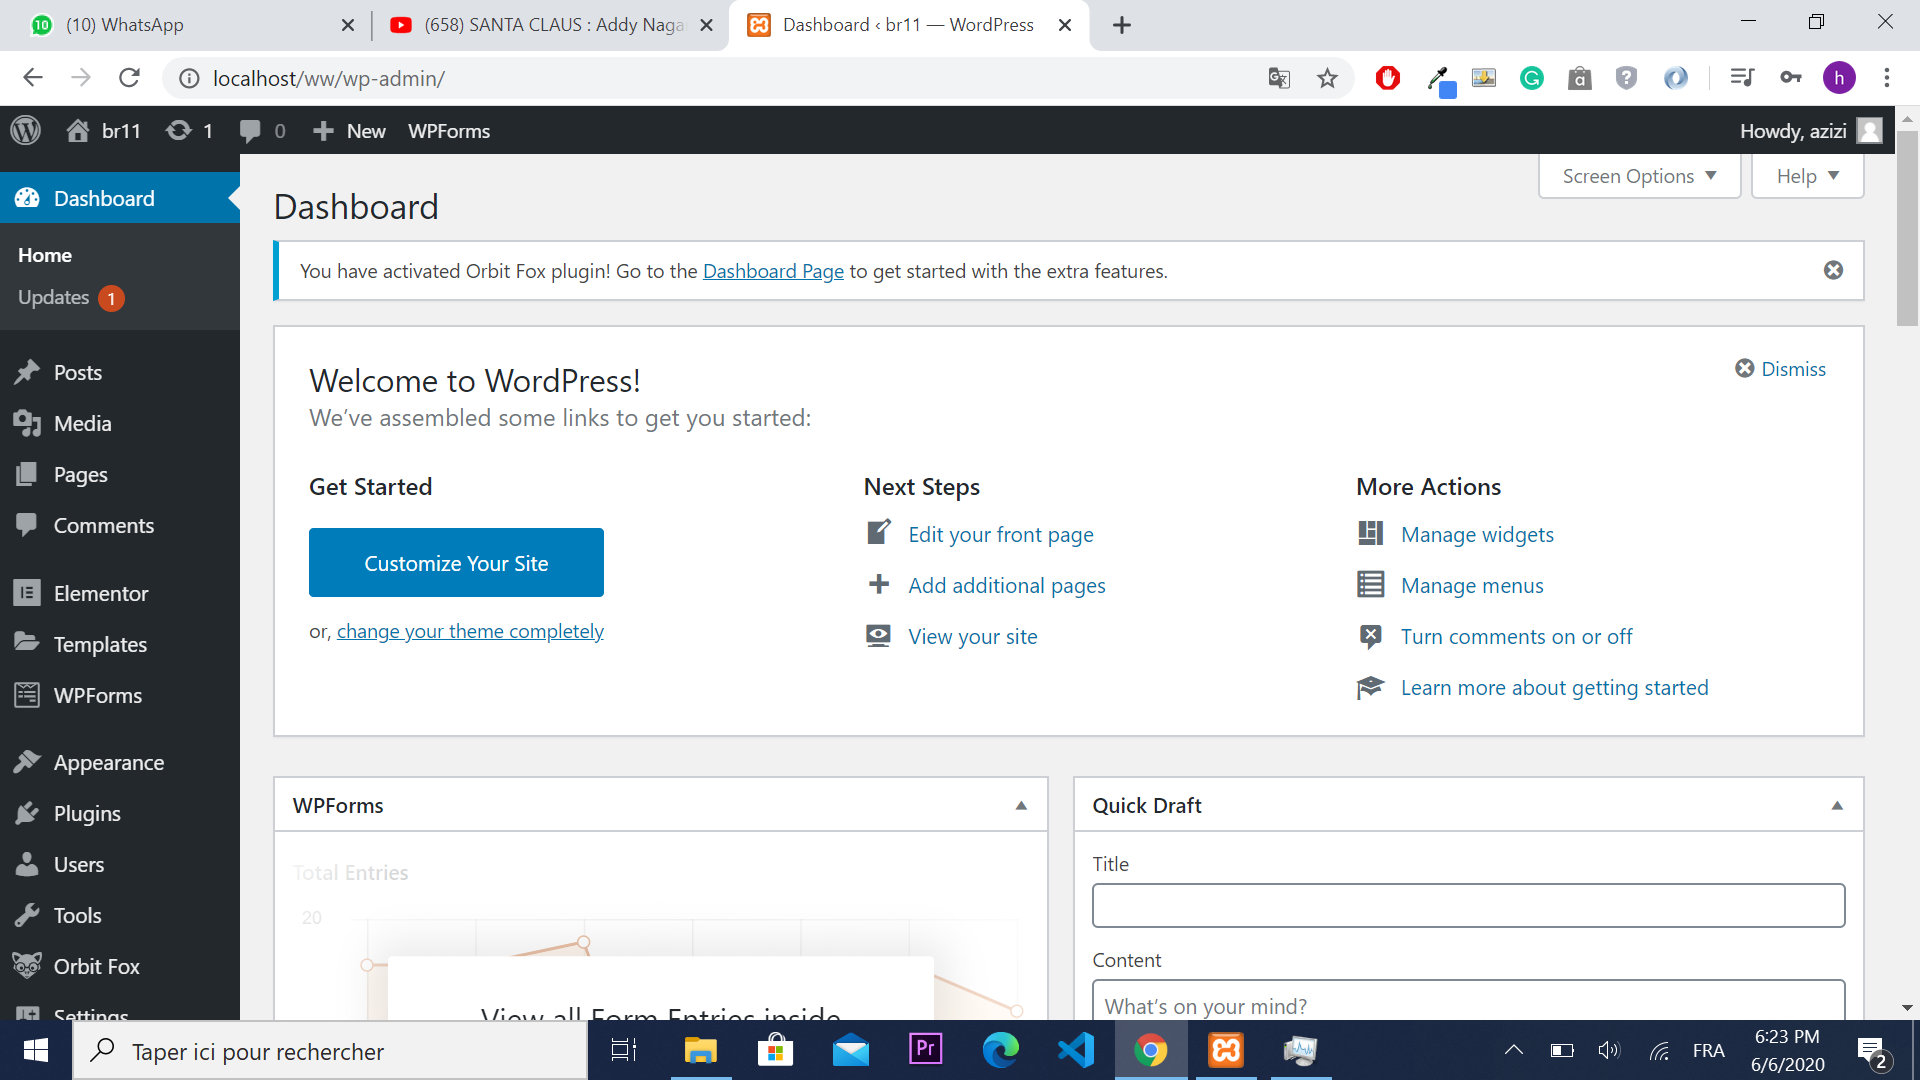 10 (10) WhatsApp
(658) SANTA CLAUS : Addy Naga
Dashboard ‹ br11 — WordPress
localhost/ww/wp-admin/
h
br11 1 0 New WPForms
Howdy, azizi
Dashboard
Home
Updates 1
Posts
Media
Pages
Comments
Elementor
Templates
WPForms
Appearance
Plugins
Users
Tools
Orbit Fox
Settings
Screen Options
Help
Dashboard
You have activated Orbit Fox plugin! Go to the Dashboard Page to get started with the extra features.
Welcome to WordPress!
We’ve assembled some links to get you started:
Dismiss
Get Started
Customize Your Site
or, change your theme completely
Next Steps
Edit your front page
Add additional pages
View your site
More Actions
Manage widgets
Manage menus
Turn comments on or off
Learn more about getting started
WPForms
Total Entries
20
View all Form Entries inside
Quick Draft
Title
Content
What’s on your mind?
Taper ici pour rechercher
Pr
FRA
6:23 PM
6/6/2020
2